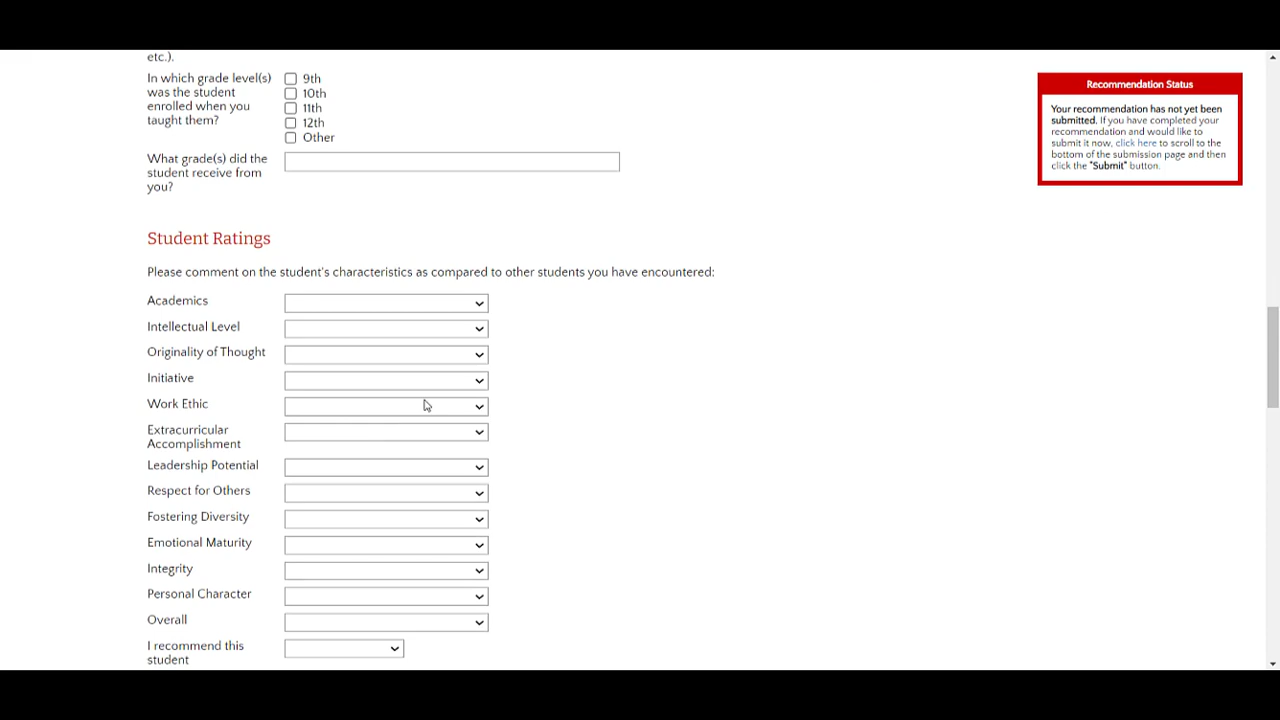 etc.).
In which grade level(s)
was the student
enrolled when you
taught them?
9th
10th
11th
12th
Other
What grade(s) did the
student receive from
you?
Recommendation Status
Your recommendation has not yet been
submitted. If you have completed your
recommendation and would like to
submit it now, click here to scroll to the
bottom of the submission page and then
click the "Submit" button.
Student Ratings
Please comment on the student's characteristics as compared to other students you have encountered:
Academics
Intellectual Level
Originality of Thought
Initiative
Work Ethic
Extracurricular
Accomplishment
Leadership Potential
Respect for Others
Fostering Diversity
Emotional Maturity
Integrity
Personal Character
Overall
I recommend this
student